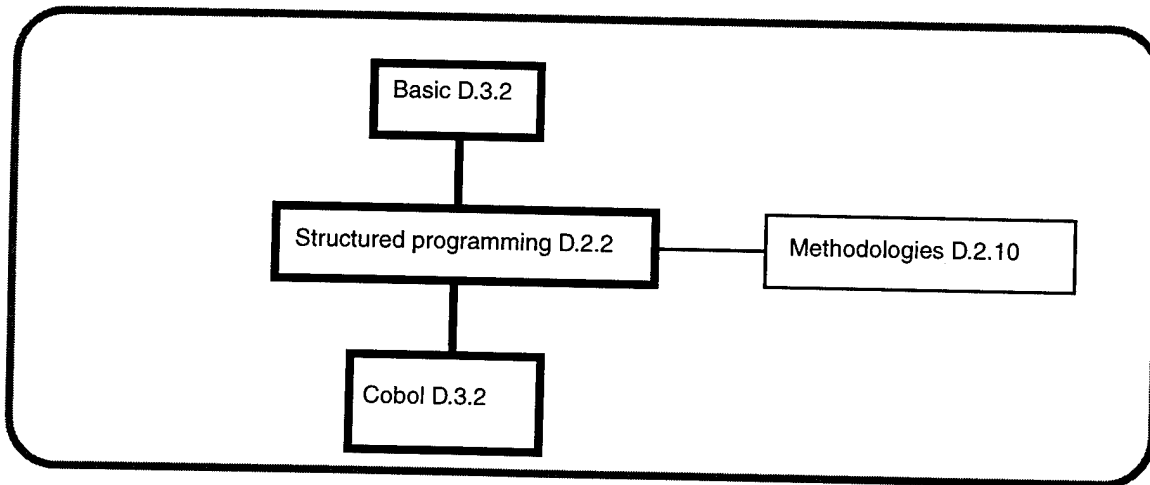 Basic D.3.2
Structured programming D.2.2
Methodologies D.2.10
Cobol D.3.2